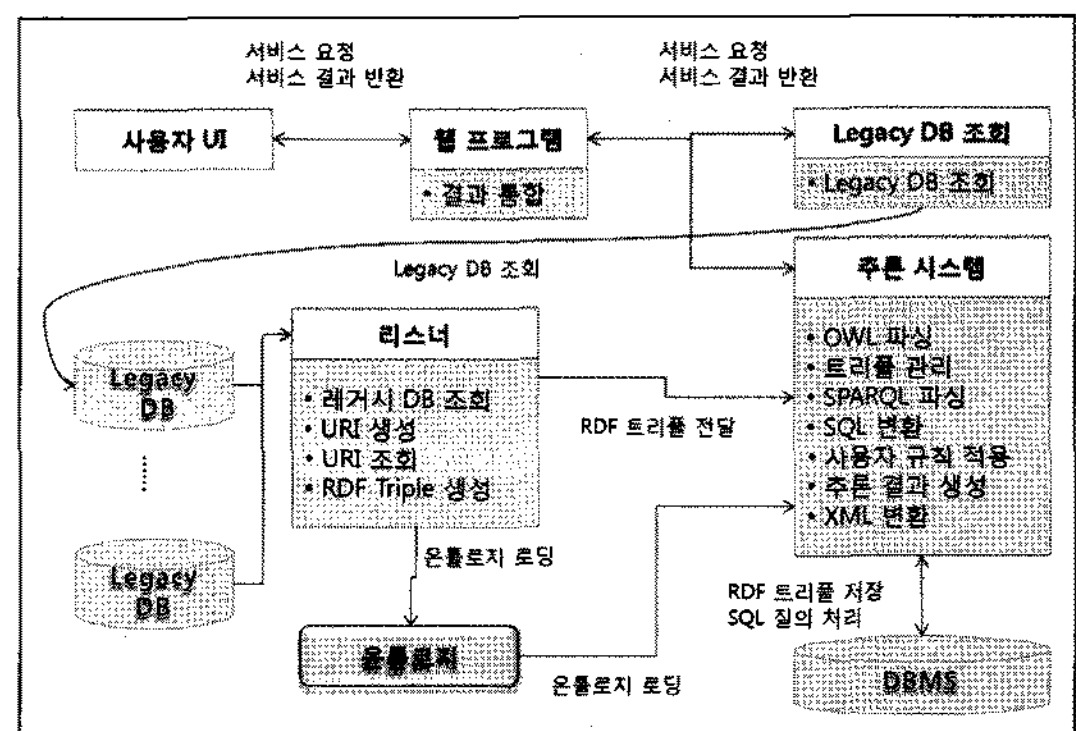 서비스 요청
서비스 결과 반환
서비스 요청
서비스 결과 반환
사용자 UI
웹 프로그램
• 결과 통합
Legacy DB 조회
• Legacy DB 조회
Legacy DB 조회
추론 시스템
• OWL 파싱
• 트리플 관리
• SPARQL 파싱
• SQL 변환
• 사용자 규칙 적용
• 추론 결과 생성
• XML 변환
리스너
• 레거시 DB 조회
• URI 생성
• URI 조회
• RDF Triple 생성
Legacy
DB
RDF 트리플 전달
Legacy
DB
온톨로지 로딩
RDF 트리플 저장
SQL 질의 처리
온톨로지
온톨로지 로딩
DBMS